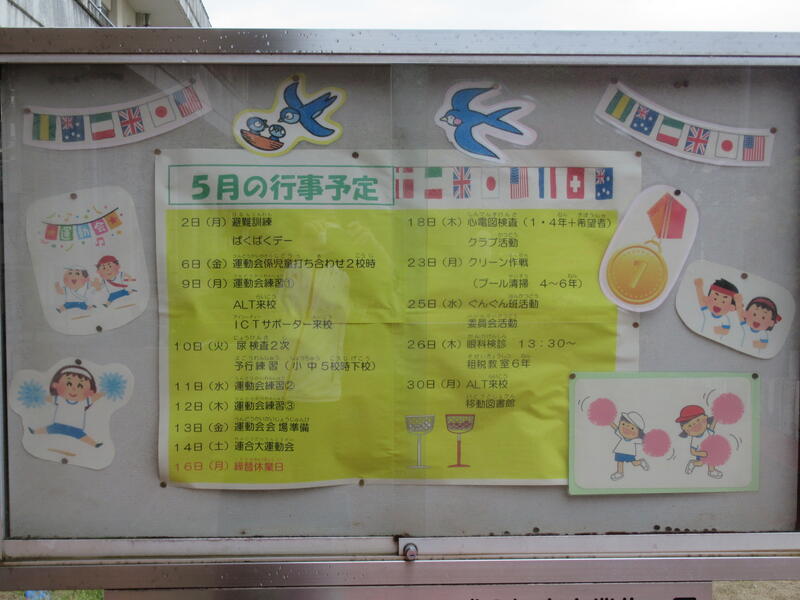 5月の行事予定
2日（月）避難訓練
ぱくぱくデー
6日（金）運動会係児童打ち合わせ2校時
9日（月）運動会練習①
ALT来校
ICTサポーター来校
10日（火）尿検査2次
予行練習（小中5校時下校）
11日（水）運動会練習②
12日（木）運動会練習③
13日（金）運動会会場準備
14日（土）連合大運動会
16日（月）繰替休業日
18日（木）心電図検査（1・4年＋希望者）
クラブ活動
23日（月）クリーン作戦
（プール清掃　4～6年）
25日（水）ぐんぐん班活動
委員会活動
26日（木）眼科検診　13：30～
租税教室6年
30日（月）ALT来校
移動図書館
運動会